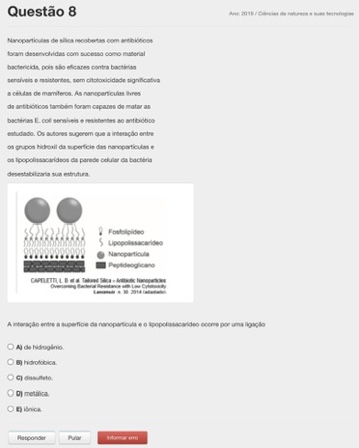 Questão 8
Ano: 2019 / Ciências da natureza e suas tecnologias
Nanopartículas de sílica recobertas com antibióticos
foram desenvolvidas com sucesso como material
bactericida, pois são eficazes contra bactérias
sensíveis e resistentes, sem citotoxicidade significativa
a células de mamíferos. As nanopartículas livres
de antibióticos também foram capazes de matar as
bactérias E. coli sensíveis e resistentes ao antibiótico
estudado. Os autores sugerem que a interação entre
os grupos hidroxil da superfície das nanopartículas e
os lipopolissacarídeos da parede celular da bactéria
desestabilizaria sua estrutura.
Fosfolipídeo
Lipopolissacarídeo
Nanopartícula
Peptideoglicano
CAPELETTI, L. B. et al. Tailored Silica – Antibiotic Nanoparticles:
Overcoming Bacterial Resistance with Low Cytotoxicity.
Langmuir, n. 30, 2014 (adaptado).
A interação entre a superfície da nanopartícula e o lipopolissacarídeo ocorre por uma ligação
A) de hidrogênio.
B) hidrofóbica.
C) dissulfeto.
D) metálica.
E) iônica.
Responder
Pular
Informar erro